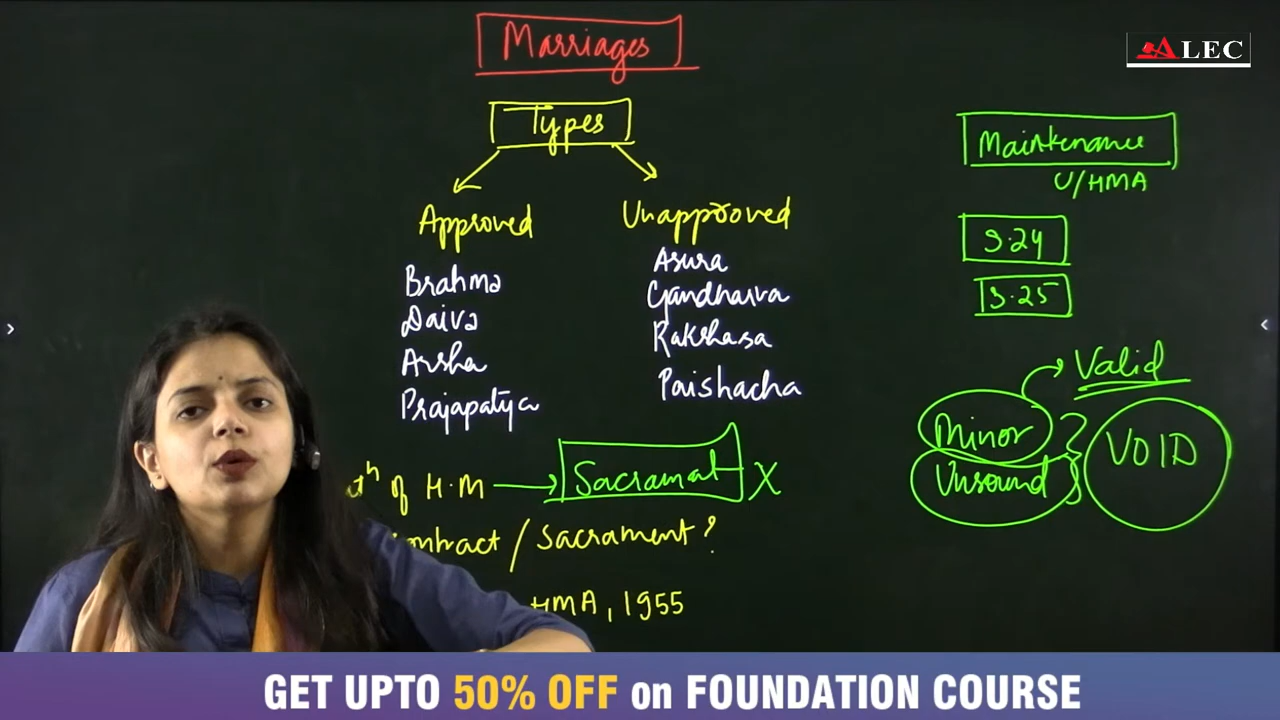 Marriages
ALEC
Types
Approved
Unapproved
Brahma
Daiva
Arsha
Prajapatya
Asura
Gandharva
Rakshasa
Paishacha
of H.M → Sacramat X
contract / Sacrament?
HMA, 1955
Maintenance
U/HMA
S.24
S.25
Valid
Minor
Unsound
VOID
GET UPTO 50% OFF on FOUNDATION COURSE